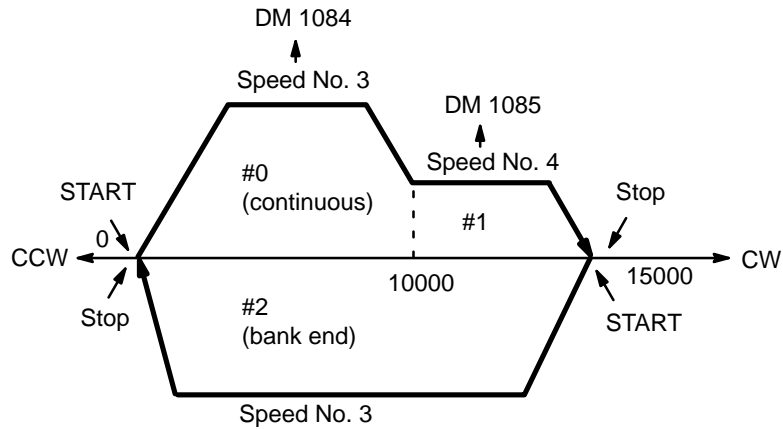 DM 1084
Speed No. 3
DM 1085
Speed No. 4
#0
(continuous)
START
Stop
#1
0
CCW
CW
10000
15000
Stop
START
#2
(bank end)
Speed No. 3